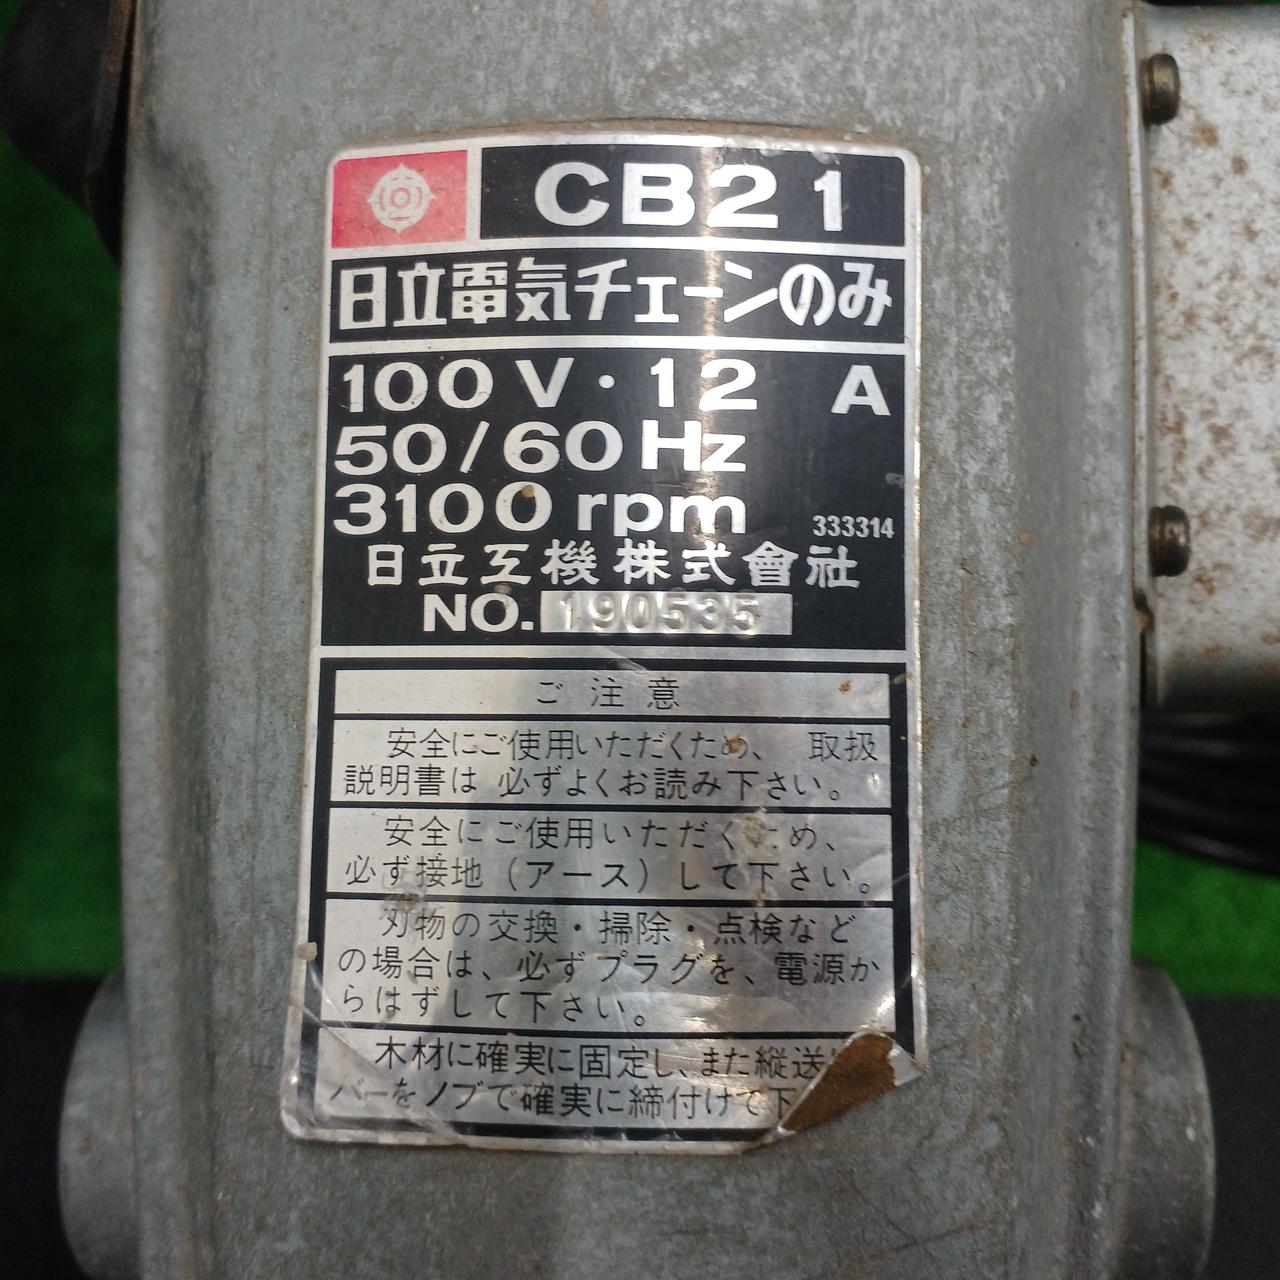 CB21
日立電気チェーンのみ
100V・12 A
50/60Hz
3100rpm
333314
日立工機株式會社
NO. 190535
ご注意
安全にご使用いただくため、 取扱
説明書は 必ずよくお読み下さい。
安全にご使用いただくため、
必ず接地(アース)して下さい。
刃物の交換・掃除・点検など
の場合は、必ずプラグを、電源か
らはずして下さい。
木材に確実に固定し、また縦送
バーをノブで確実に締付けて下